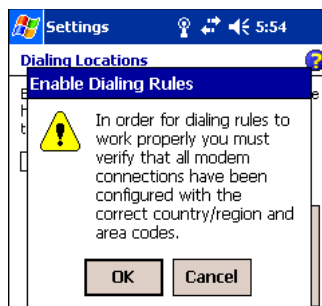 Settings 5:54
Dialing Locations ?
Enable Dialing Rules
In order for dialing rules to
work properly you must
verify that all modem
connections have been
configured with the
correct country/region and
area codes.
OK Cancel